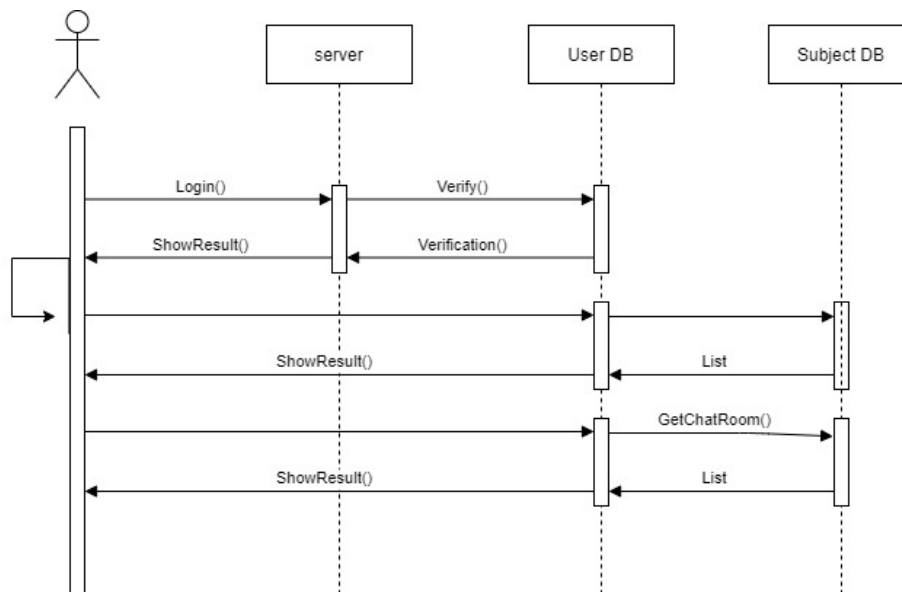 server
User DB
Subject DB
Login()
Verify()
ShowResult()
Verification()
ShowResult()
List
GetChatRoom()
ShowResult()
List